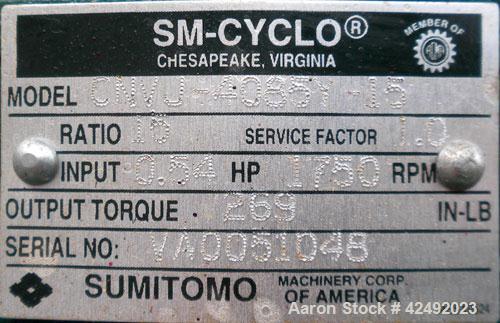 SM-CYCLO®
CHESAPEAKE, VIRGINIA
MEMBER OF
MODEL CNVJ-4085Y-15
RATIO 15 SERVICE FACTOR 1.0
INPUT 0.54 HP 1750 RPM
OUTPUT TORQUE 269 IN-LB
SERIAL NO: VA0051048
SUMITOMO MACHINERY CORP.
OF AMERICA
Aaron Stock # 42492023